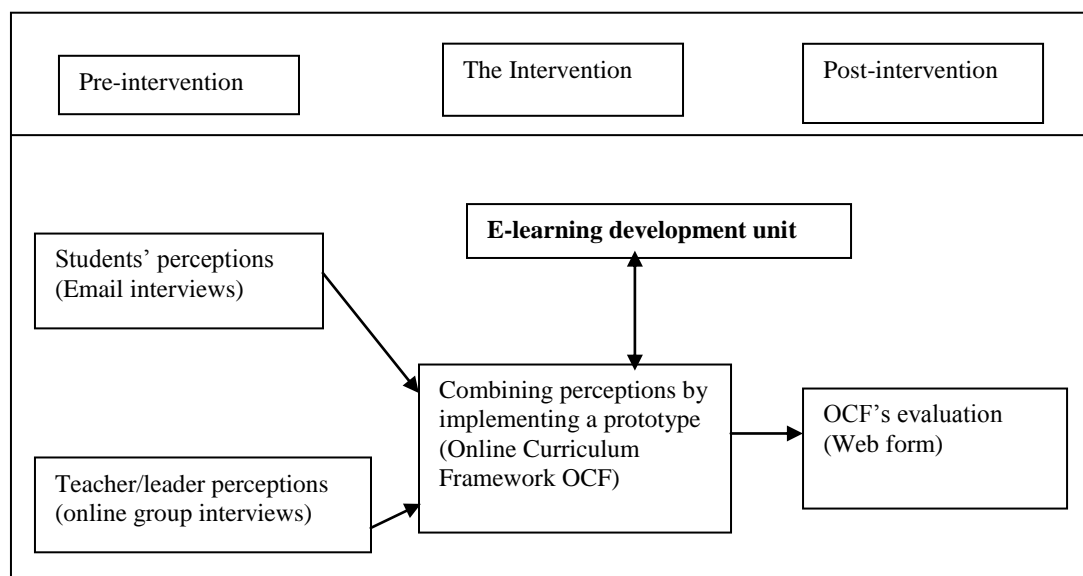 Pre-intervention
The Intervention
Post-intervention
E-learning development unit
Students’ perceptions
(Email interviews)
Combining perceptions by
implementing a prototype
(Online Curriculum
Framework OCF)
OCF’s evaluation
(Web form)
Teacher/leader perceptions
(online group interviews)